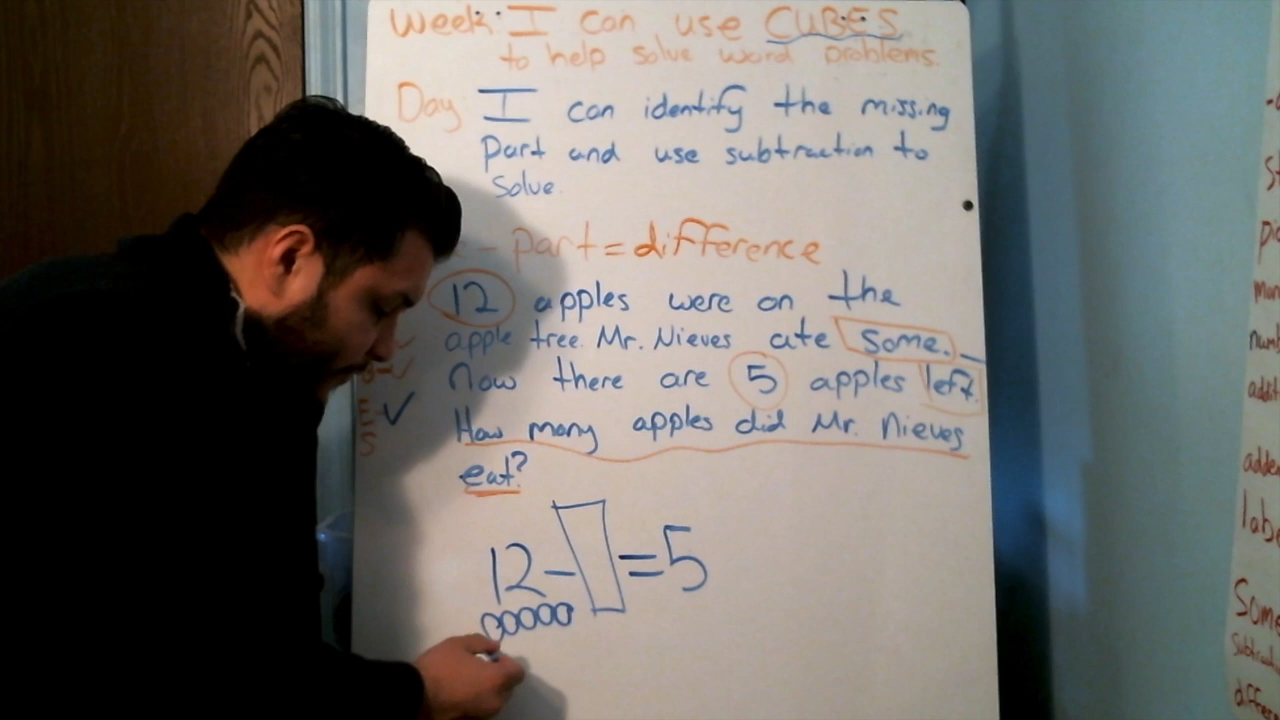 Week: I can use CUBES
to help solve word problems.
Day I can identify the missing
part and use subtraction to
solve.
- part = difference
12 apples were on the
apple tree. Mr. Nieves ate some.
Now there are 5 apples left.
How many apples did Mr. Nieves
eat?
E ✓
S
12 - = 5